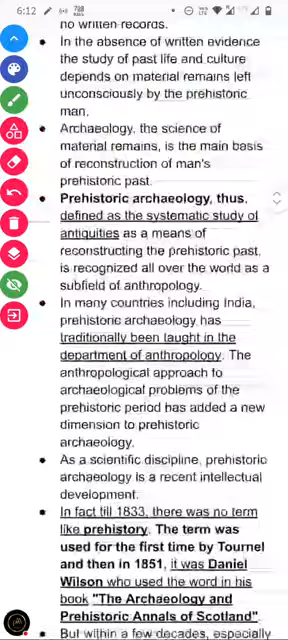 6:12
no written records.
In the absence of written evidence
the study of past life and culture
depends on material remains left
unconsciously by the prehistoric
man.
Archaeology, the science of
material remains, is the main basis
of reconstruction of man's
prehistoric past.
Prehistoric archaeology, thus,
defined as the systematic study of
antiquities as a means of
reconstructing the prehistoric past,
is recognized all over the world as a
subfield of anthropology.
In many countries including India,
prehistoric archaeology has
traditionally been taught in the
department of anthropology. The
anthropological approach to
archaeological problems of the
prehistoric period has added a new
dimension to prehistoric
archaeology.
As a scientific discipline, prehistoric
archaeology is a recent intellectual
development.
In fact till 1833, there was no term
like prehistory. The term was
used for the first time by Tournel
and then in 1851, it was Daniel
Wilson who used the word in his
book "The Archaeology and
Prehistoric Annals of Scotland".
But within a few decades, especially